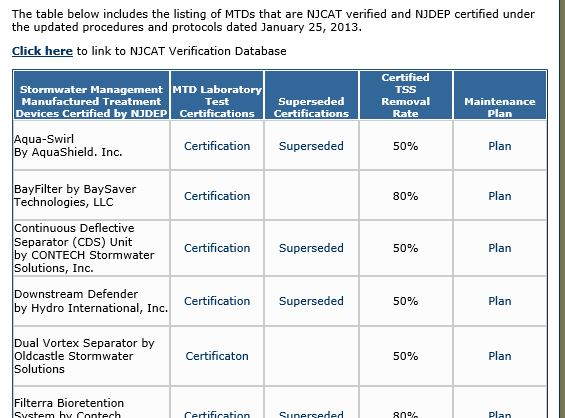 The table below includes the listing of MTDs that are NJCAT verified and NJDEP certified under
the updated procedures and protocols dated January 25, 2013.
Click here to link to NJCAT Verification Database
Stormwater Management
Manufactured Treatment
Devices Certified by NJDEP
MTD Laboratory
Test
Certifications
Superseded
Certifications
Certified
TSS
Removal
Rate
Maintenance
Plan
Aqua-Swirl
By AquaShield. Inc.
Certification
Superseded
50%
Plan
BayFilter by BaySaver
Technologies, LLC
Certification
80%
Plan
Continuous Deflective
Separator (CDS) Unit
by CONTECH Stormwater
Solutions, Inc.
Certification
Superseded
50%
Plan
Downstream Defender
by Hydro International, Inc.
Certification
Superseded
50%
Plan
Dual Vortex Separator by
Oldcastle Stormwater
Solutions
Certificaton
50%
Plan
Filterra Bioretention
System by Contech
Certification
Superseded
80%
Plan